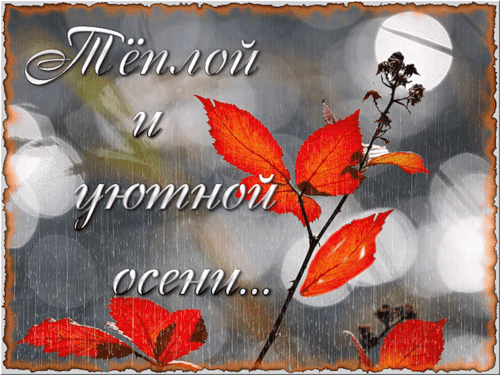 Тёплой
и
уютной
осени...